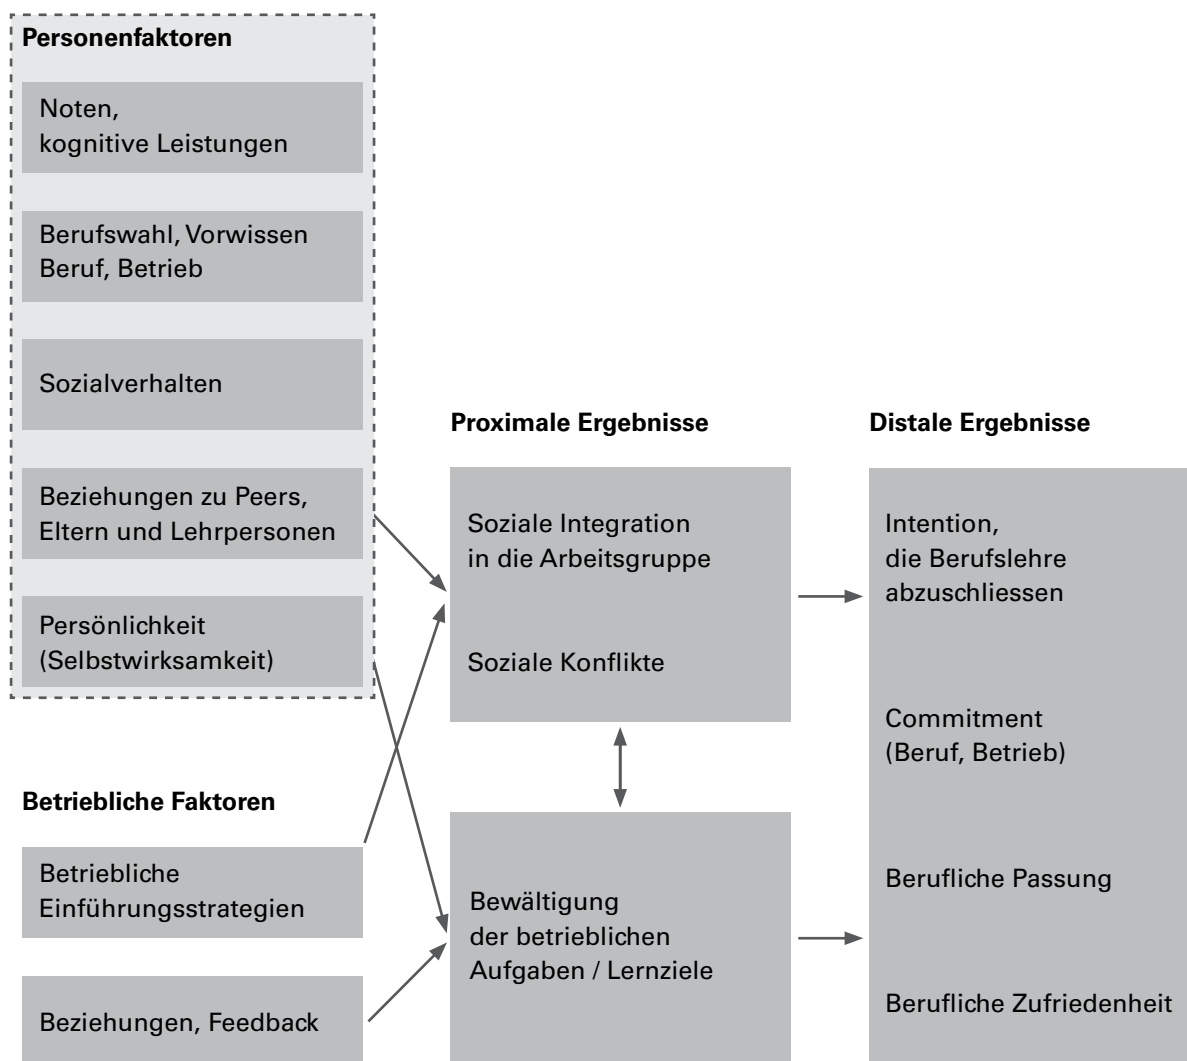 Personenfaktoren
Noten,
kognitive Leistungen
Berufswahl, Vorwissen
Beruf, Betrieb
Sozialverhalten
Beziehungen zu Peers,
Eltern und Lehrpersonen
Persönlichkeit
(Selbstwirksamkeit)
Betriebliche Faktoren
Betriebliche
Einführungsstrategien
Beziehungen, Feedback
Proximale Ergebnisse
Soziale Integration
in die Arbeitsgruppe
Soziale Konflikte
Bewältigung
der betrieblichen
Aufgaben / Lernziele
Distale Ergebnisse
Intention,
die Berufslehre
abzuschliessen
Commitment
(Beruf, Betrieb)
Berufliche Passung
Berufliche Zufriedenheit